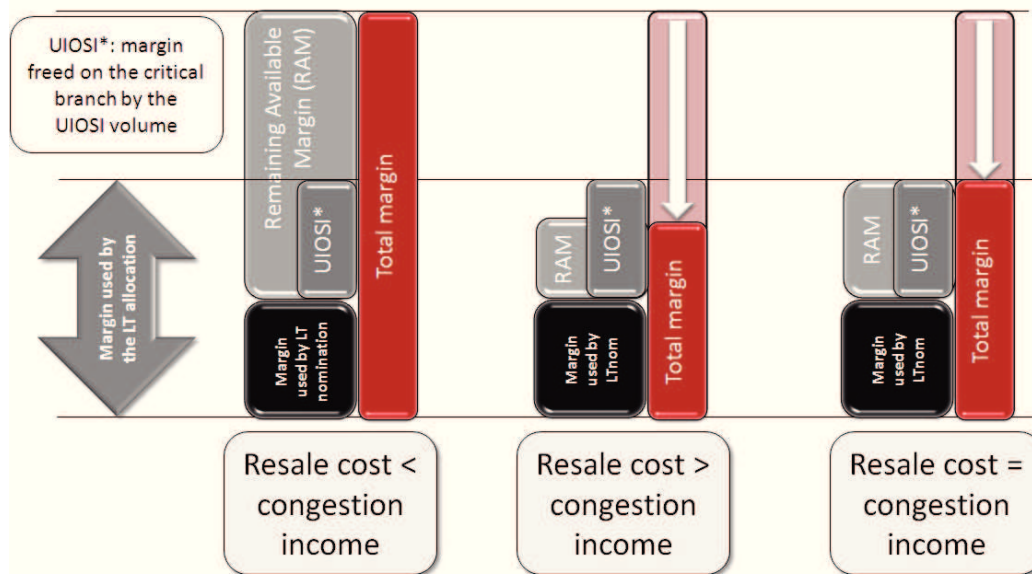 UIOSI*: margin
freed on the critical
branch by the
UIOSI volume
Margin used by
the LT allocation
Remaining Available
Margin (RAM)
UIOSI*
Total margin
Margin
used by LT
nomination
RAM
UIOSI*
Total margin
Margin
used by
LTnom
RAM
UIOSI*
Total margin
Margin
used by
LTnom
Resale cost <
congestion
income
Resale cost >
congestion
income
Resale cost =
congestion
income